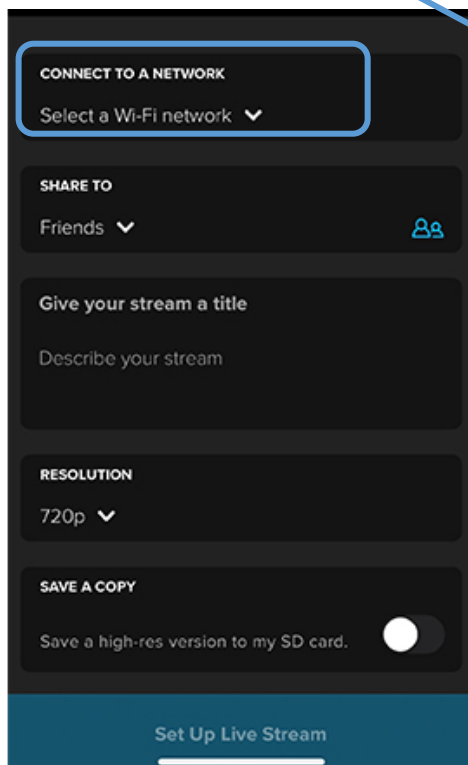 CONNECT TO A NETWORK
Select a Wi-Fi network
SHARE TO
Friends
Give your stream a title
Describe your stream
RESOLUTION
720p
SAVE A COPY
Save a high-res version to my SD card.
Set Up Live Stream